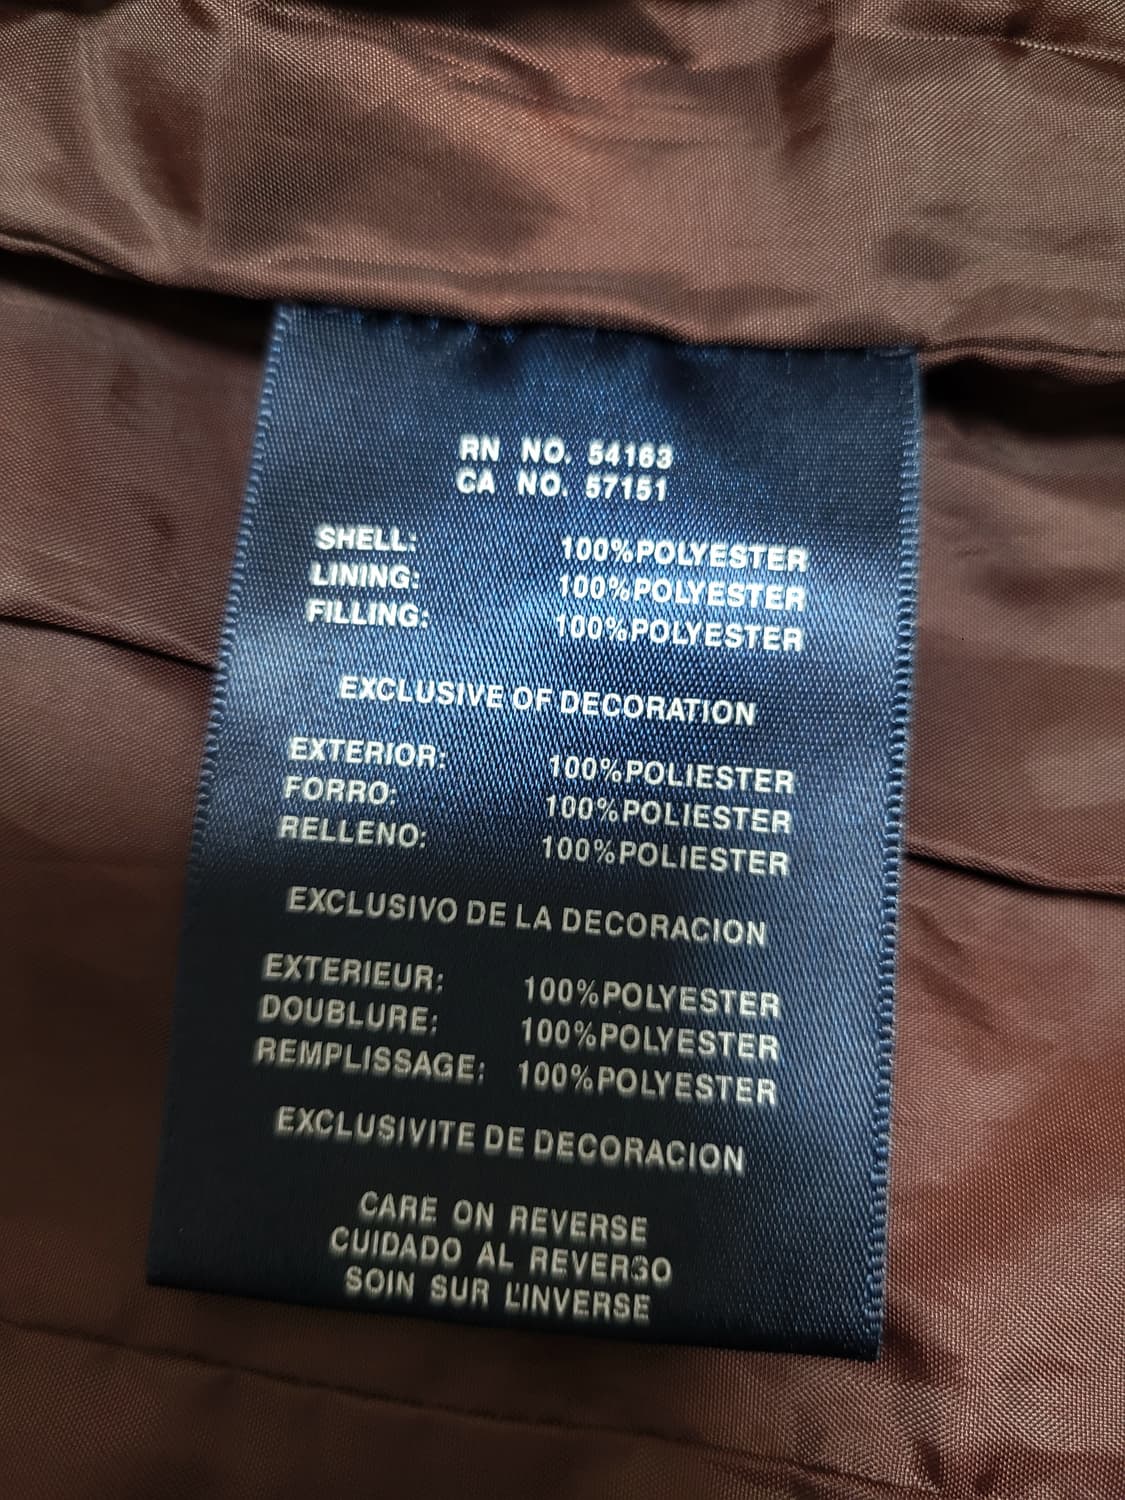 RN NO. 54163
CA NO. 57151
SHELL: 100%POLYESTER
LINING: 100%POLYESTER
FILLING: 100%POLYESTER
EXCLUSIVE OF DECORATION
EXTERIOR: 100%POLIESTER
FORRO: 100%POLIESTER
RELLENO: 100%POLIESTER
EXCLUSIVO DE LA DECORACION
EXTERIEUR: 100%POLYESTER
DOUBLURE: 100%POLYESTER
REMPLISSAGE: 100%POLYESTER
EXCLUSIVITE DE DECORACION
CARE ON REVERSE
CUIDADO AL REVERSO
SOIN SUR L'INVERSE